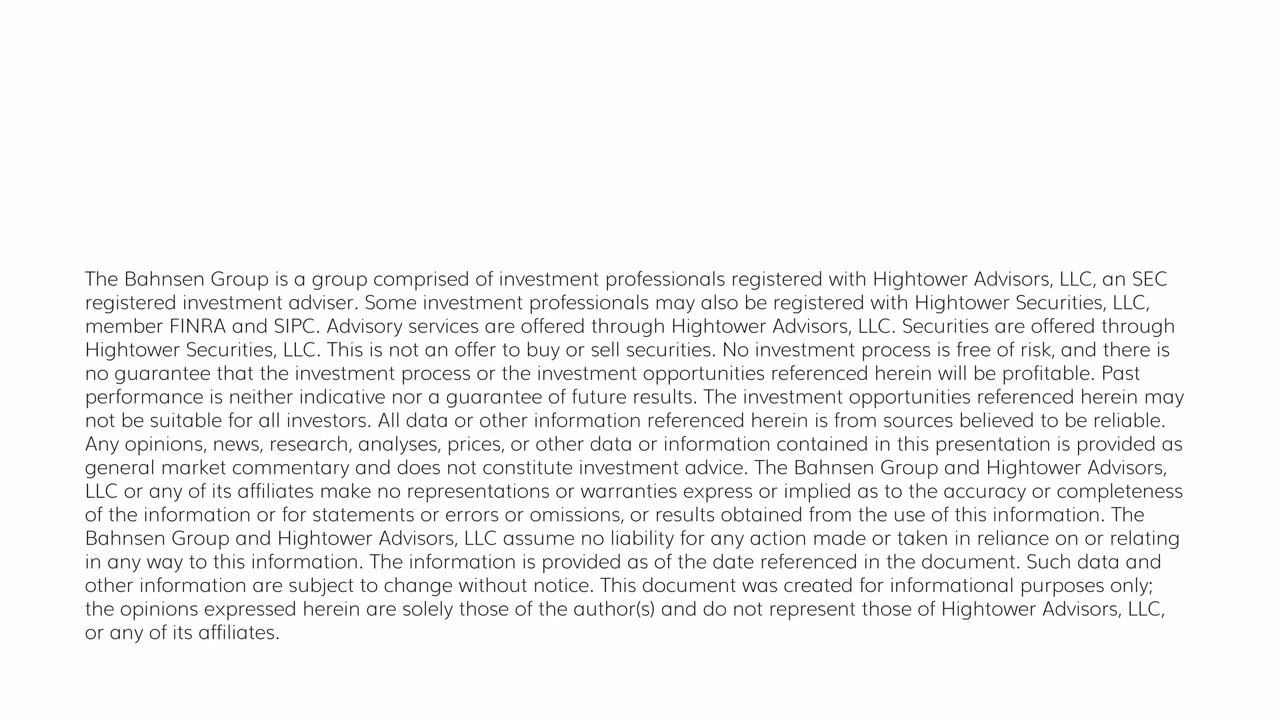 The Bahnsen Group is a group comprised of investment professionals registered with Hightower Advisors, LLC, an SEC
registered investment adviser. Some investment professionals may also be registered with Hightower Securities, LLC,
member FINRA and SIPC. Advisory services are offered through Hightower Advisors, LLC. Securities are offered through
Hightower Securities, LLC. This is not an offer to buy or sell securities. No investment process is free of risk, and there is
no guarantee that the investment process or the investment opportunities referenced herein will be profitable. Past
performance is neither indicative nor a guarantee of future results. The investment opportunities referenced herein may
not be suitable for all investors. All data or other information referenced herein is from sources believed to be reliable.
Any opinions, news, research, analyses, prices, or other data or information contained in this presentation is provided as
general market commentary and does not constitute investment advice. The Bahnsen Group and Hightower Advisors,
LLC or any of its affiliates make no representations or warranties express or implied as to the accuracy or completeness
of the information or for statements or errors or omissions, or results obtained from the use of this information. The
Bahnsen Group and Hightower Advisors, LLC assume no liability for any action made or taken in reliance on or relating
in any way to this information. The information is provided as of the date referenced in the document. Such data and
other information are subject to change without notice. This document was created for informational purposes only;
the opinions expressed herein are solely those of the author(s) and do not represent those of Hightower Advisors, LLC,
or any of its affiliates.